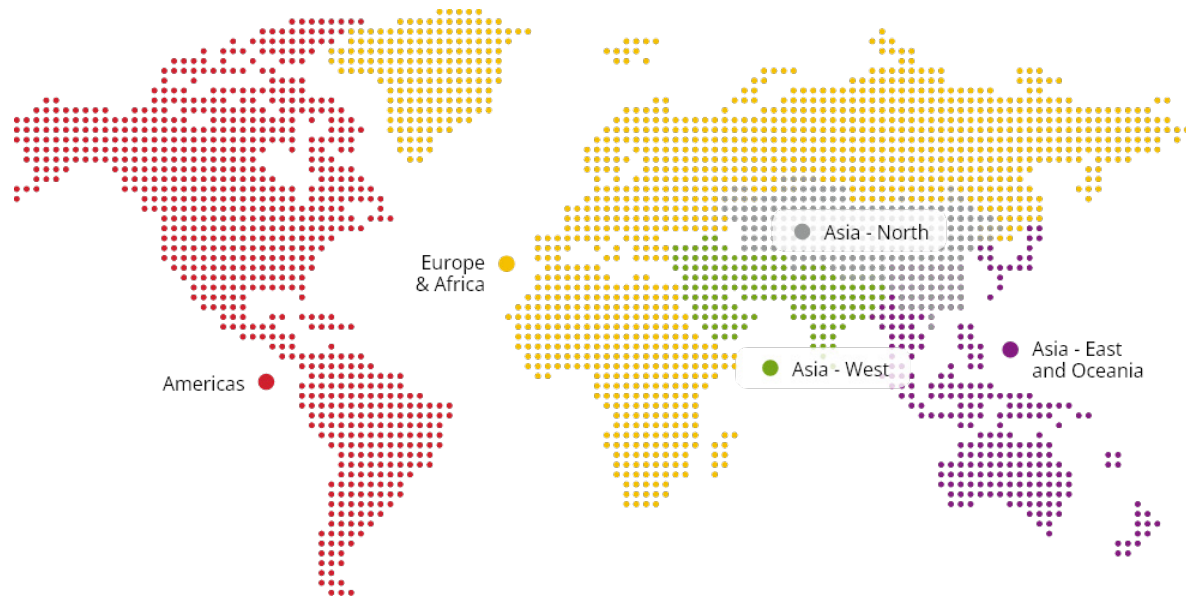 Asia - North
Europe
& Africa
Asia - East
and Oceania
Asia - West
Americas